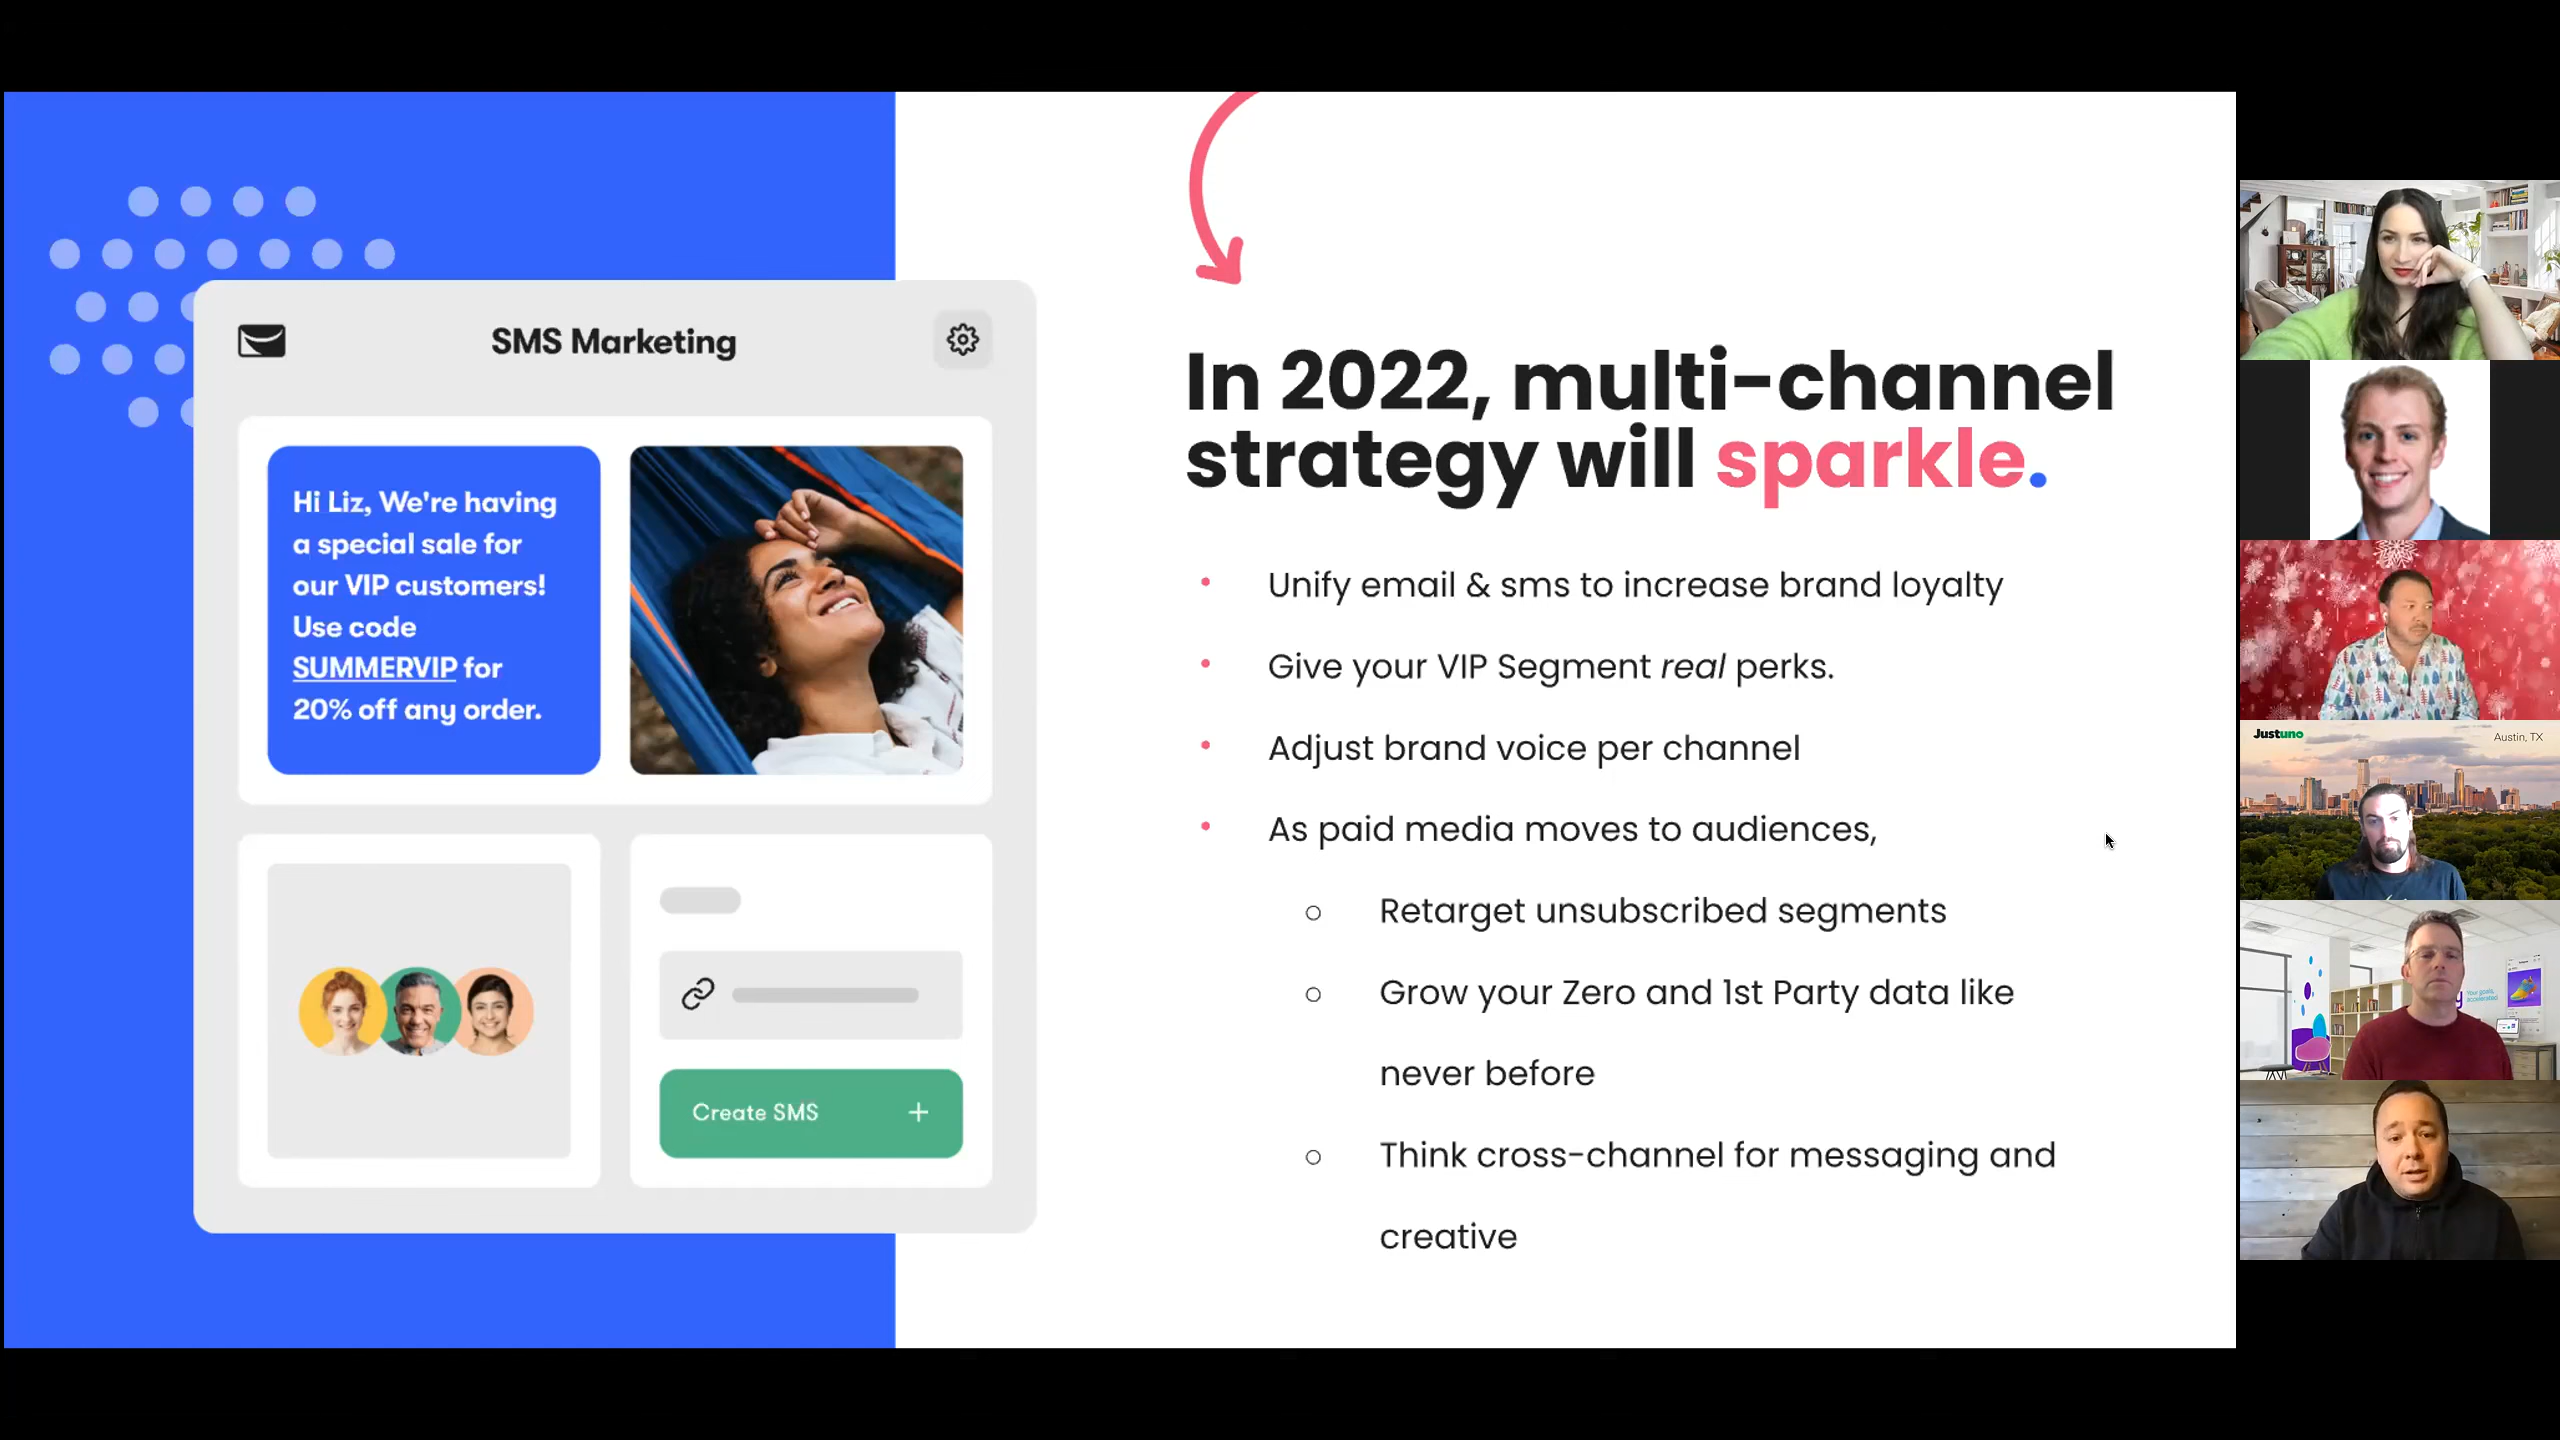 SMS Marketing
Hi Liz, We're having
a special sale for
our VIP customers!
Use code
SUMMERVIP for
20% off any order.
Create SMS +
In 2022, multi-channel
strategy will sparkle.
• Unify email & sms to increase brand loyalty
• Give your VIP Segment real perks.
• Adjust brand voice per channel
• As paid media moves to audiences,
○ Retarget unsubscribed segments
○ Grow your Zero and 1st Party data like
never before
○ Think cross-channel for messaging and
creative
Justuno
Austin, TX
Your goals,
accelerated